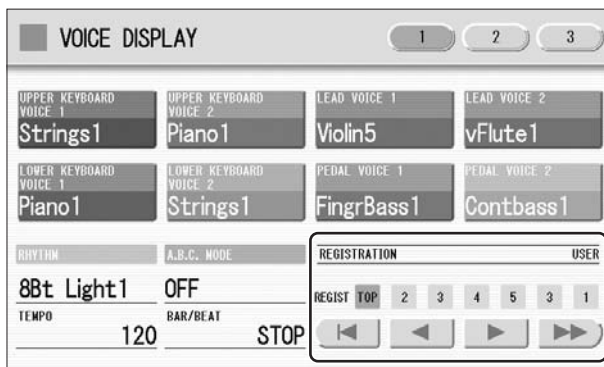 VOICE DISPLAY 1 2 3
UPPER KEYBOARD VOICE 1
Strings1
UPPER KEYBOARD VOICE 2
Piano1
LEAD VOICE 1
Violin5
LEAD VOICE 2
vFlute1
LOWER KEYBOARD VOICE 1
Piano1
LOWER KEYBOARD VOICE 2
Strings1
PEDAL VOICE 1
FingrBass1
PEDAL VOICE 2
Contbass1
RHYTHM
8Bt Light1
TEMPO
120
A.B.C. MODE
OFF
BAR/BEAT
STOP
REGISTRATION USER
REGIST TOP 2 3 4 5 3 1